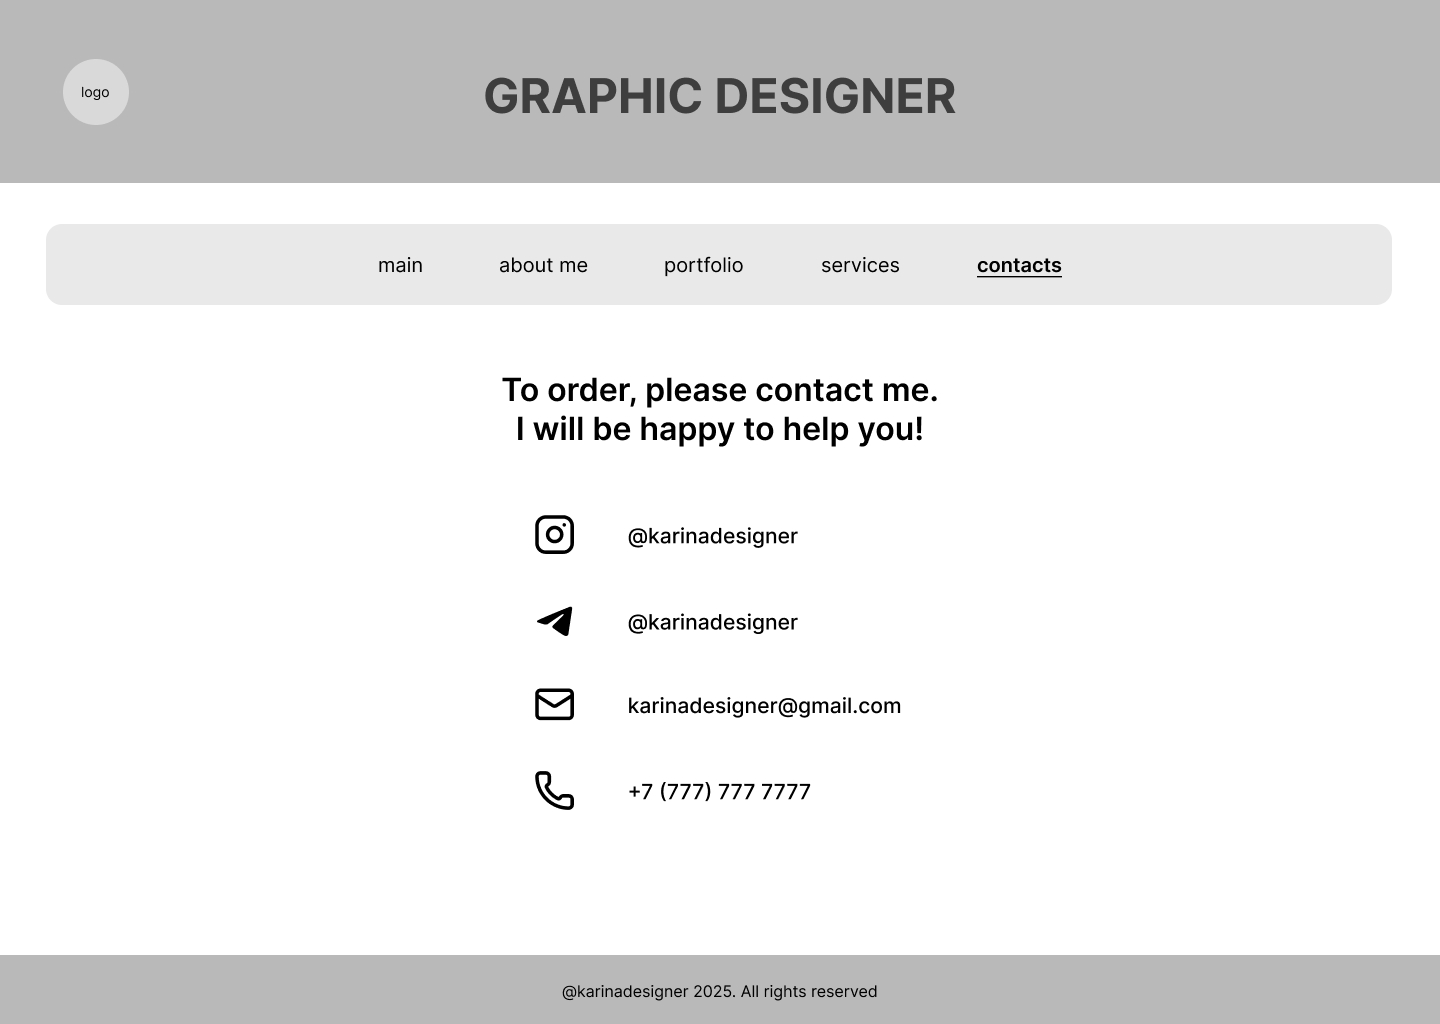 logo
GRAPHIC DESIGNER
main about me portfolio services contacts
To order, please contact me.
I will be happy to help you!
@karinadesigner
@karinadesigner
karinadesigner@gmail.com
+7 (777) 777 7777
@karinadesigner 2025. All rights reserved